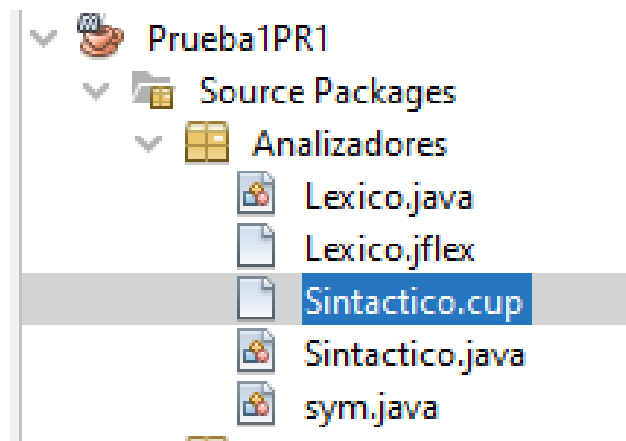 Prueba1PR1
Source Packages
Analizadores
Lexico.java
Lexico.jflex
Sintactico.cup
Sintactico.java
sym.java